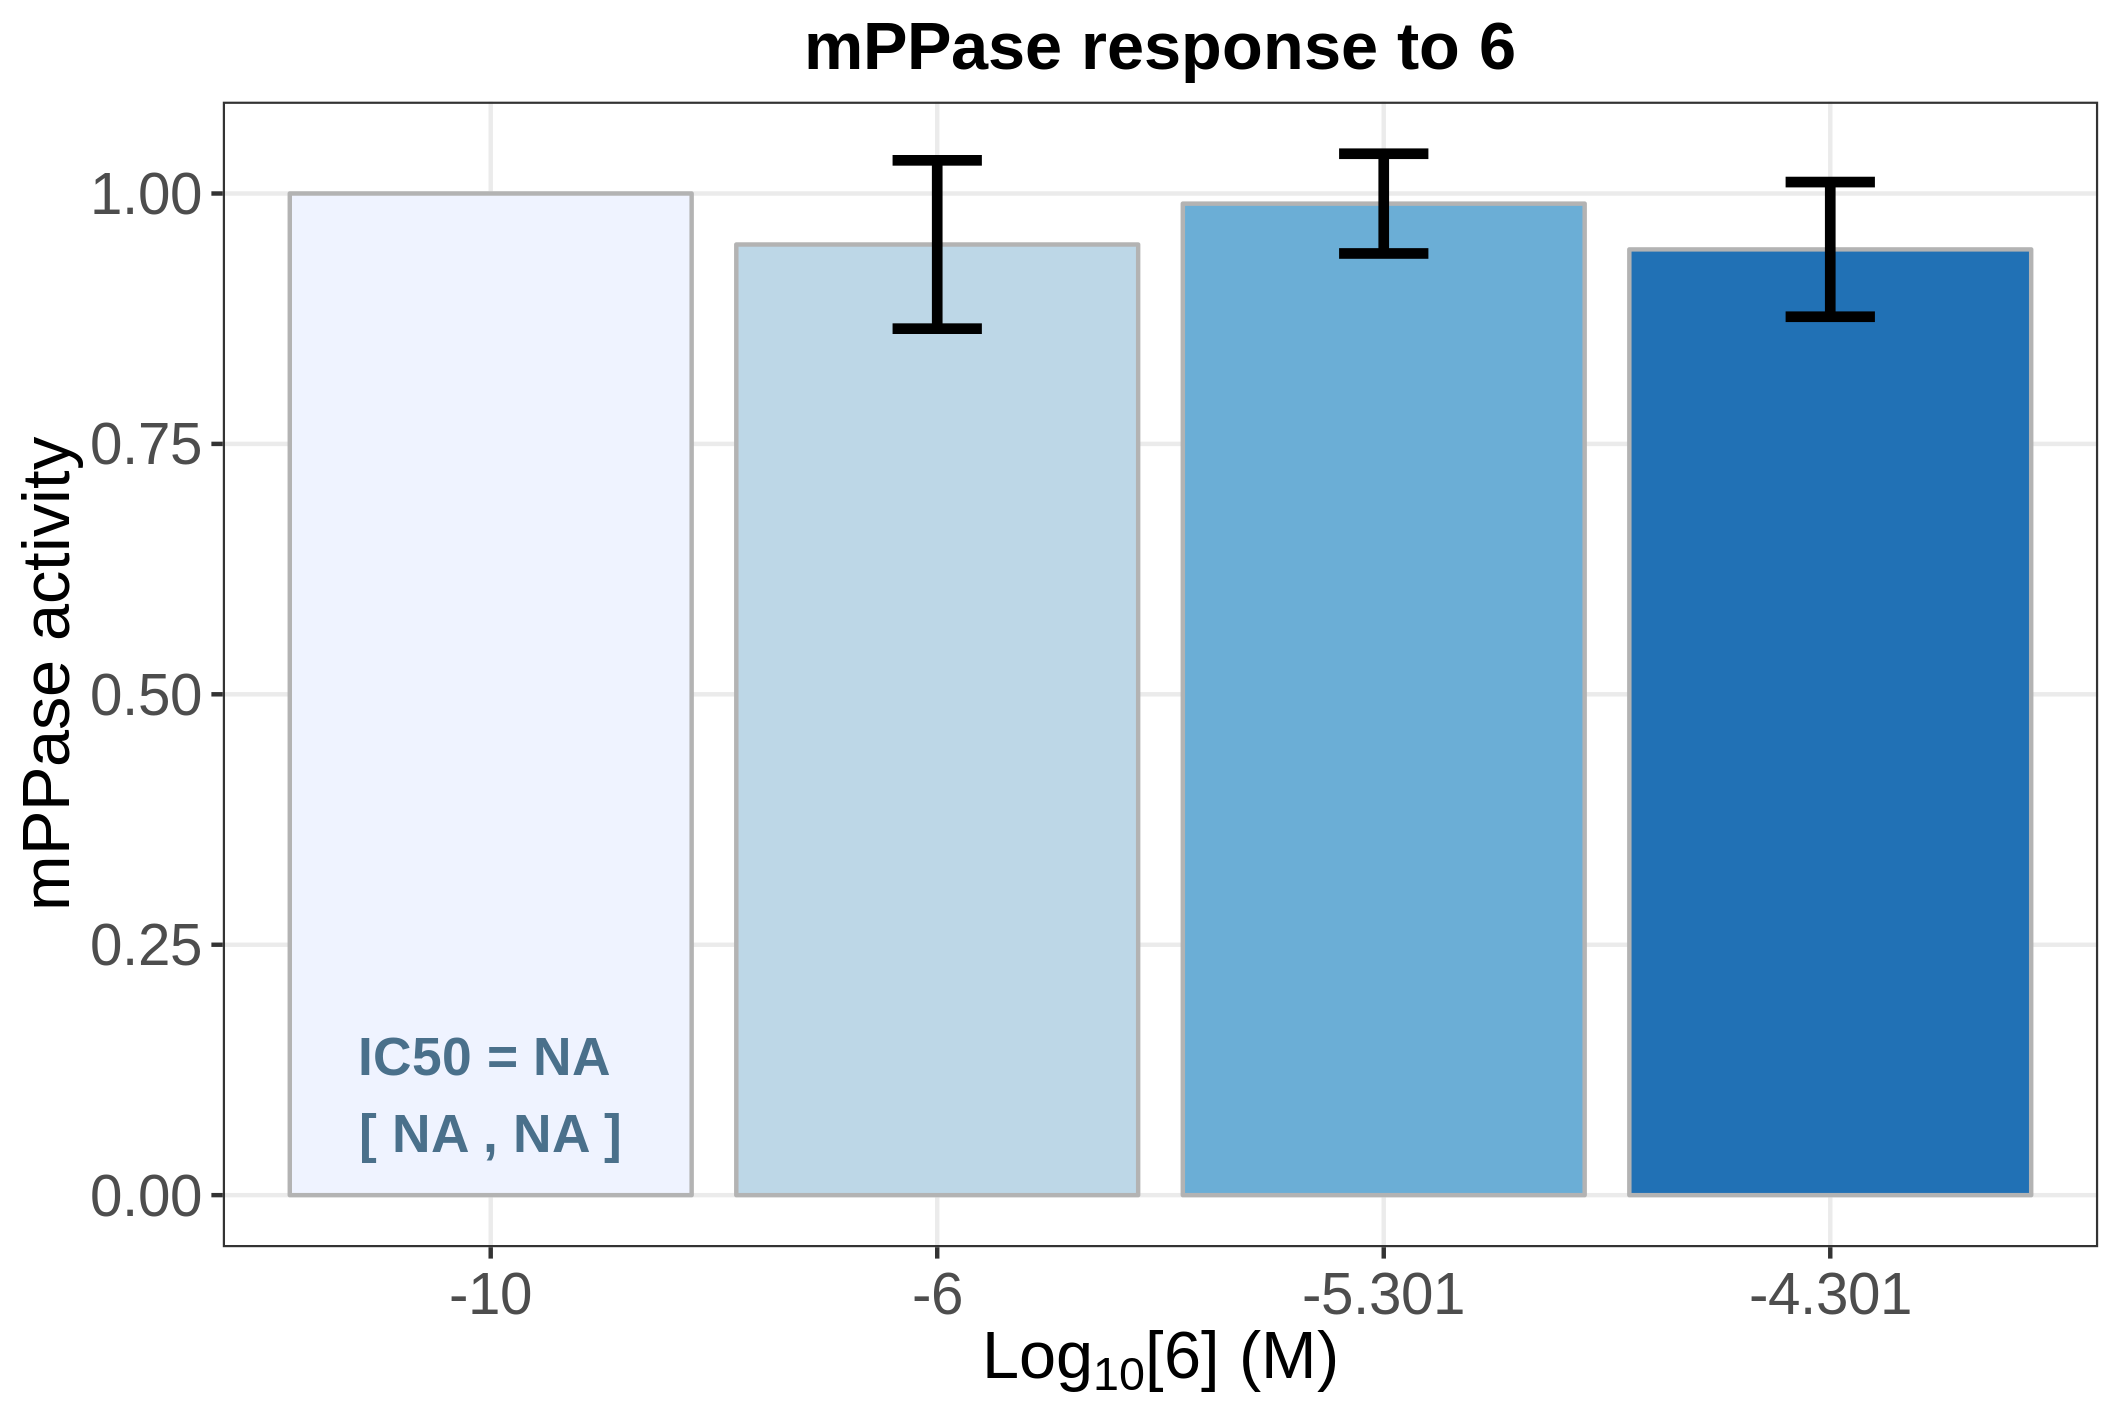 mPPase response to 6
mPPase activity
1.00
0.75
0.50
0.25
0.00
IC50 = NA
[ NA , NA ]
-10
-6
-5.301
-4.301
Log10[6] (M)